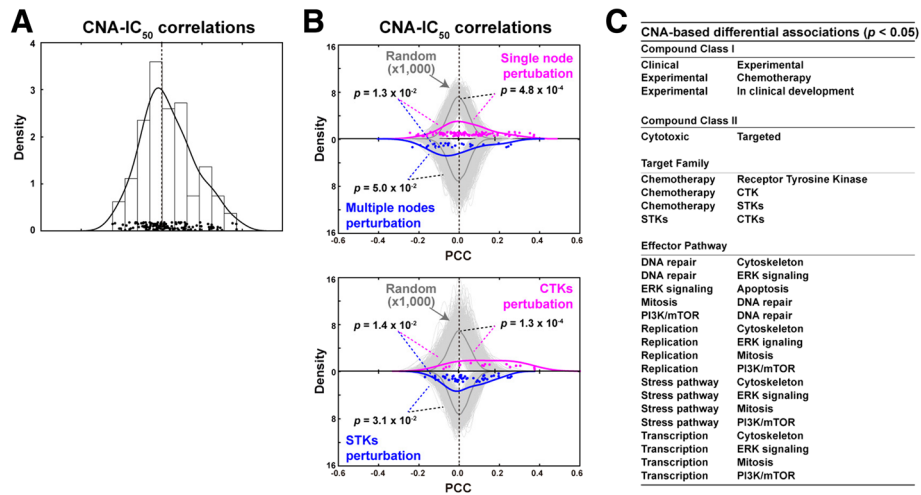 A
CNA-IC50 correlations
Density
4
3
2
1
0
B
CNA-IC50 correlations
Density
16
8
0
8
16
Random
(x1,000)
Single node
pertubation
p = 1.3 x 10-2
p = 4.8 x 10-4
p = 5.0 x 10-2
Multiple nodes
perturbation
-0.6 -0.4 -0.2 0.0 0.2 0.4 0.6
PCC
Density
16
8
0
8
16
Random
(x1,000)
CTKs
pertubation
p = 1.4 x 10-2
p = 1.3 x 10-4
p = 3.1 x 10-2
STKs
perturbation
-0.6 -0.4 -0.2 0.0 0.2 0.4 0.6
PCC
C
CNA-based differential associations (p < 0.05)
Compound Class I
Clinical Experimental
Experimental Chemotherapy
Experimental In clinical development
Compound Class II
Cytotoxic Targeted
Target Family
Chemotherapy Receptor Tyrosine Kinase
Chemotherapy CTK
Chemotherapy STKs
STKs CTKs
Effector Pathway
DNA repair Cytoskeleton
DNA repair ERK signaling
ERK signaling Apoptosis
Mitosis DNA repair
PI3K/mTOR DNA repair
Replication Cytoskeleton
Replication ERK ignaling
Replication Mitosis
Replication PI3K/mTOR
Stress pathway Cytoskeleton
Stress pathway ERK signaling
Stress pathway Mitosis
Stress pathway PI3K/mTOR
Transcription Cytoskeleton
Transcription ERK signaling
Transcription Mitosis
Transcription PI3K/mTOR